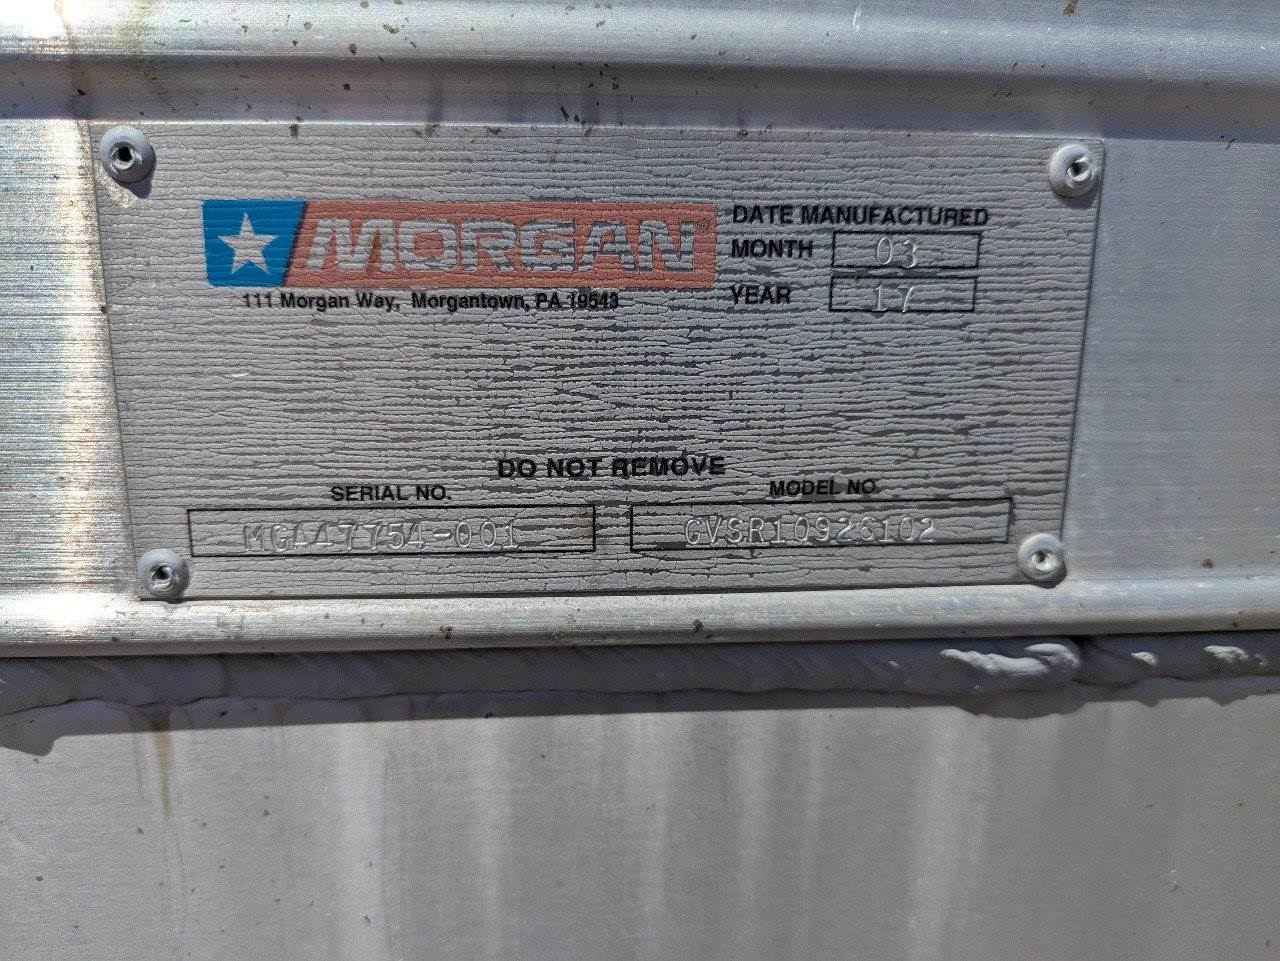 MORGAN
111 Morgan Way, Morgantown, PA 19543
DATE MANUFACTURED
MONTH 03
YEAR 17
DO NOT REMOVE
SERIAL NO. MODEL NO.
MGA47754-001 GVSR10926102